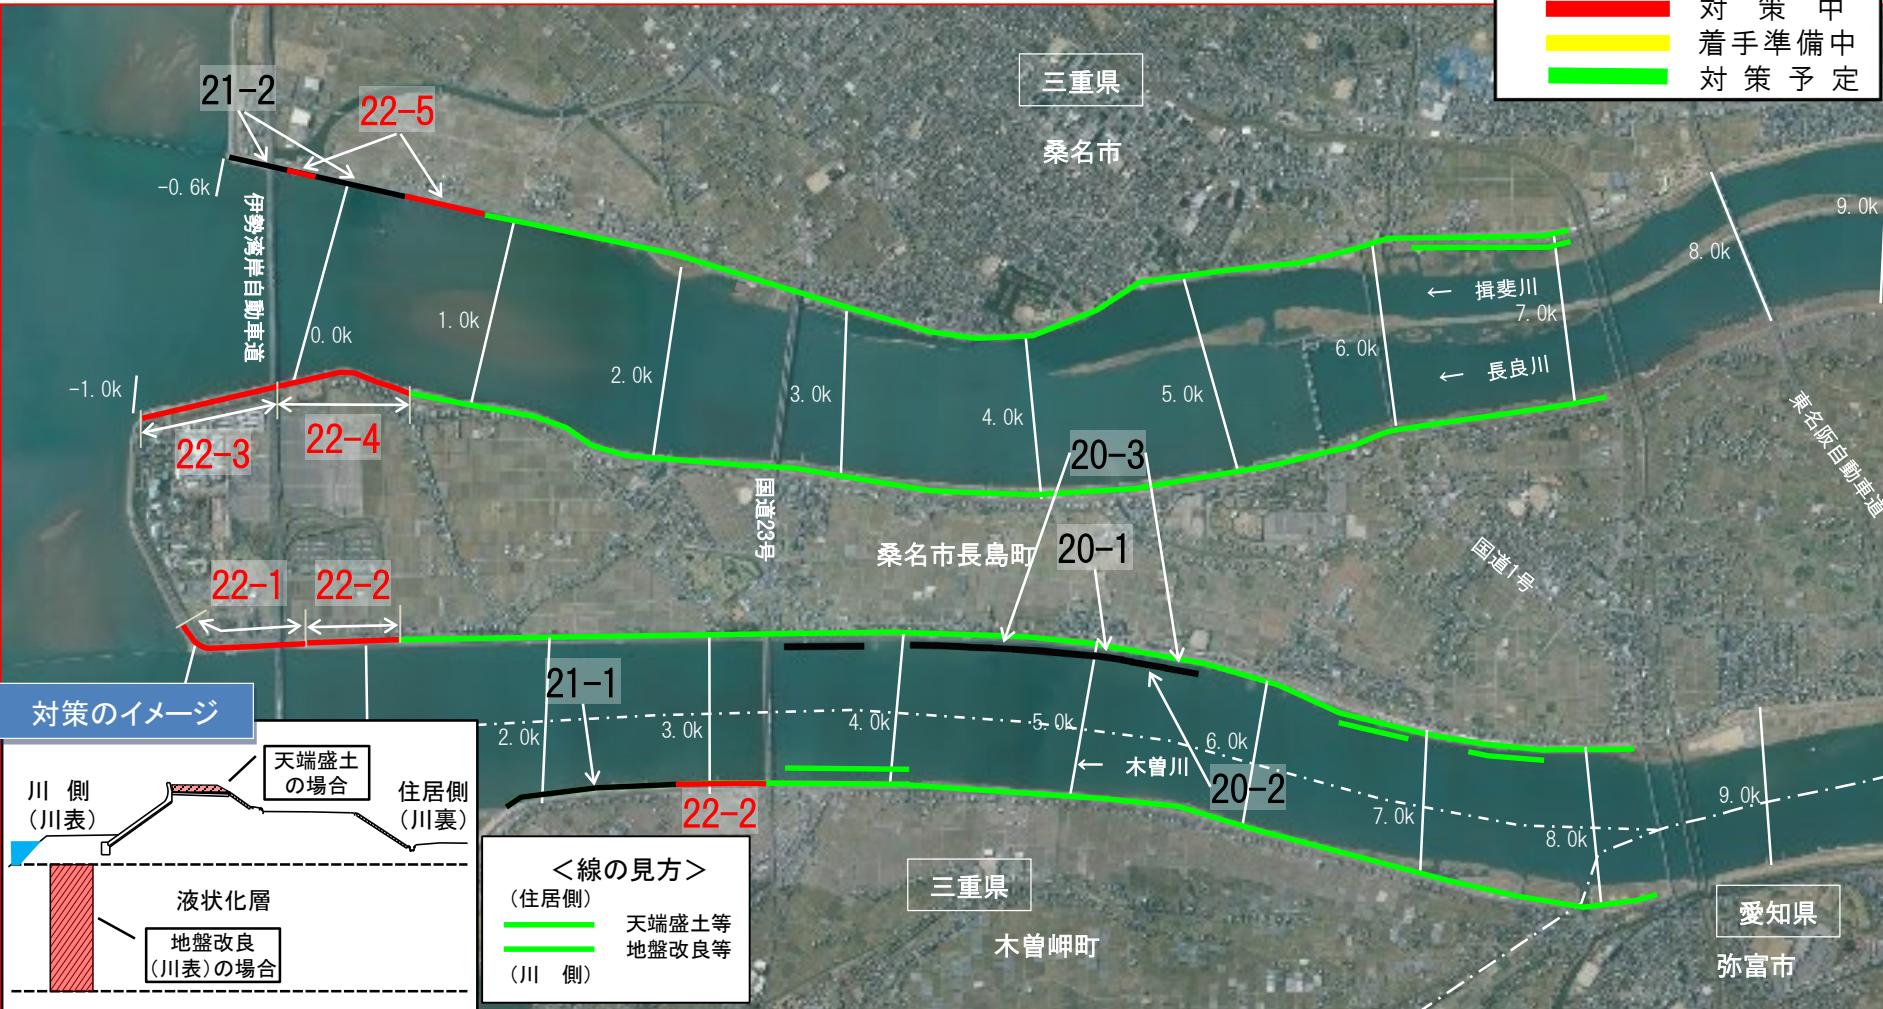 対策中
着手準備中
対策予定
21-2
22-5
三重県
桑名市
-0.6k
伊勢湾岸自動車道
0.0k
1.0k
2.0k
3.0k
4.0k
5.0k
6.0k
7.0k
8.0k
9.0k
← 揖斐川
← 長良川
-1.0k
22-3
22-4
20-3
国道23号
桑名市長島町
20-1
国道1号
東名阪自動車道
22-1
22-2
21-1
2.0k
3.0k
4.0k
5.0k
6.0k
7.0k
8.0k
9.0k
← 木曽川
20-2
22-2
対策のイメージ
天端盛土
の場合
川 側
(川表)
住居側
(川裏)
液状化層
地盤改良
(川表)の場合
<線の見方>
(住居側)
天端盛土等
地盤改良等
(川 側)
三重県
木曽岬町
愛知県
弥富市